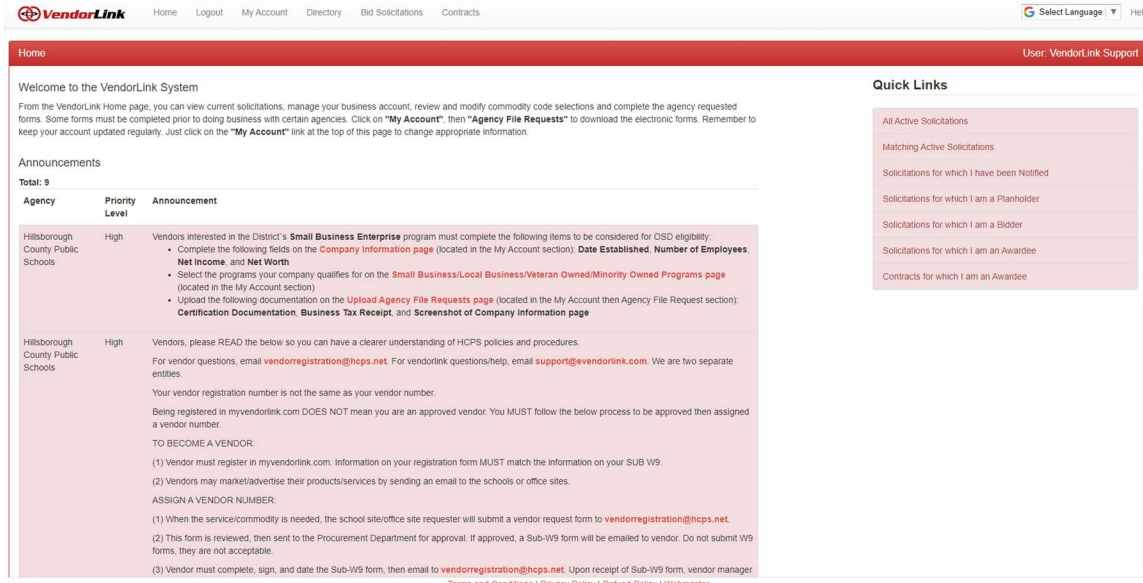 VendorLink Home Logout My Account Directory Bid Solicitations Contracts Select Language ▼
Home User: VendorLink Support
Welcome to the VendorLink System
From the VendorLink Home page, you can view current solicitations, manage your business account, review and modify commodity code selections and complete the agency requested
forms. Some forms must be completed prior to doing business with certain agencies. Click on "My Account", then "Agency File Requests" to download the electronic forms. Remember to
keep your account updated regularly. Just click on the "My Account" link at the top of this page to change appropriate information.
Announcements
Total: 9
Agency Priority Level Announcement
Hillsborough County Public Schools
High
Vendors interested in the District`s Small Business Enterprise program must complete the following items to be considered for OSD eligibility:
• Complete the following fields on the Company Information page (located in the My Account section): Date Established, Number of Employees,
Net Income, and Net Worth
• Select the programs your company qualifies for on the Small Business/Local Business/Veteran Owned/Minority Owned Programs page
(located in the My Account section)
• Upload the following documentation on the Upload Agency File Requests page (located in the My Account then Agency File Request section):
Certification Documentation, Business Tax Receipt, and Screenshot of Company Information page
Hillsborough County Public Schools
High
Vendors, please READ the below so you can have a clearer understanding of HCPS policies and procedures.
For vendor questions, email vendorregistration@hcps.net. For vendorlink questions/help, email support@evendorlink.com. We are two separate
entities.
Your vendor registration number is not the same as your vendor number.
Being registered in myvendorlink.com DOES NOT mean you are an approved vendor. You MUST follow the below process to be approved then assigned
a vendor number.
TO BECOME A VENDOR:
(1) Vendor must register in myvendorlink.com. Information on your registration form MUST match the information on your SUB W9.
(2) Vendors may market/advertise their products/services by sending an email to the schools or office sites.
ASSIGN A VENDOR NUMBER:
(1) When the service/commodity is needed, the school site/office site requester will submit a vendor request form to vendorregistration@hcps.net.
(2) This form is reviewed, then sent to the Procurement Department for approval. If approved, a Sub-W9 form will be emailed to vendor. Do not submit W9
forms, they are not acceptable.
(3) Vendor must complete, sign, and date the Sub-W9 form, then email to vendorregistration@hcps.net. Upon receipt of Sub-W9 form, vendor manager
Quick Links
All Active Solicitations
Matching Active Solicitations
Solicitations for which I have been Notified
Solicitations for which I am a Planholder
Solicitations for which I am a Bidder
Solicitations for which I am an Awardee
Contracts for which I am an Awardee
Terms and Conditions | Privacy Policy | Refund Policy | Webmaster